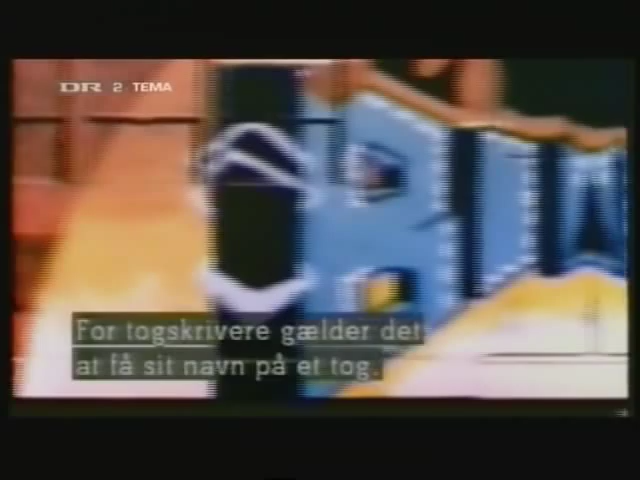 DR 2 TEMA
For togskrivere gælder det
at få sit navn på et tog.